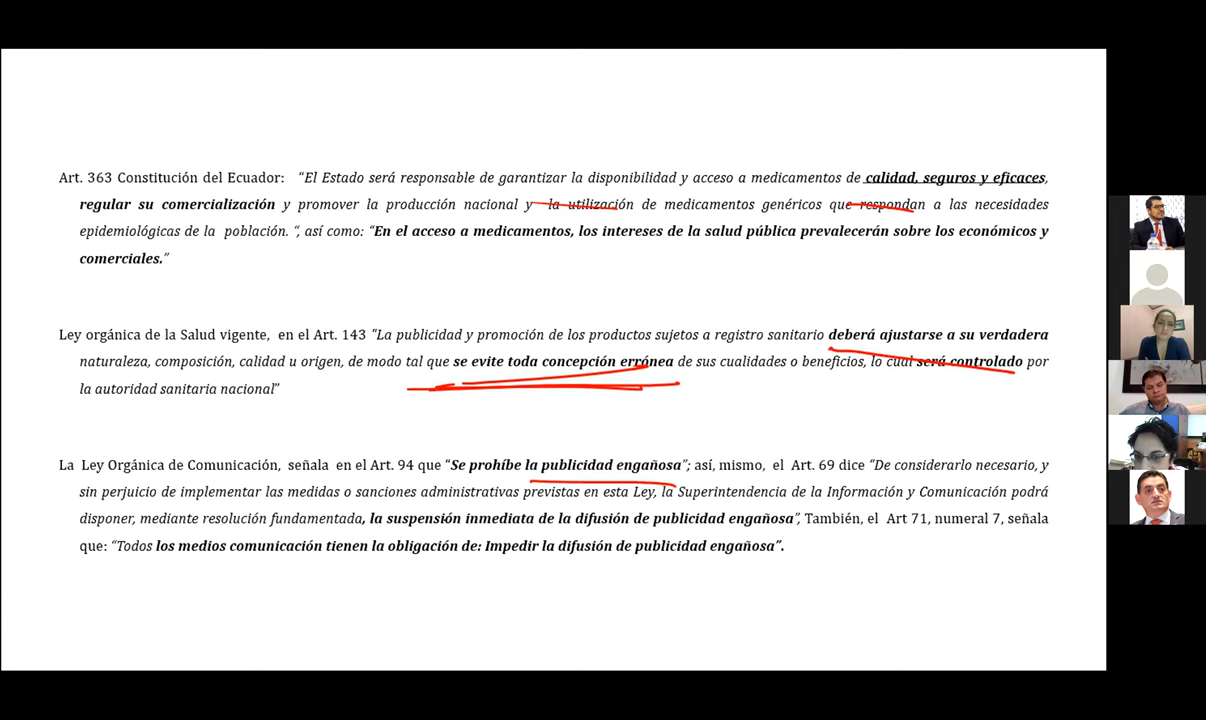 Art. 363 Constitución del Ecuador: “El Estado será responsable de garantizar la disponibilidad y acceso a medicamentos de calidad, seguros y eficaces,
regular su comercialización y promover la producción nacional y la utilización de medicamentos genéricos que respondan a las necesidades
epidemiológicas de la población. “, así como: “En el acceso a medicamentos, los intereses de la salud pública prevalecerán sobre los económicos y
comerciales.”
Ley orgánica de la Salud vigente, en el Art. 143 “La publicidad y promoción de los productos sujetos a registro sanitario deberá ajustarse a su verdadera
naturaleza, composición, calidad u origen, de modo tal que se evite toda concepción errónea de sus cualidades o beneficios, lo cual será controlado por
la autoridad sanitaria nacional”
La Ley Orgánica de Comunicación, señala en el Art. 94 que “Se prohíbe la publicidad engañosa”; así, mismo, el Art. 69 dice “De considerarlo necesario, y
sin perjuicio de implementar las medidas o sanciones administrativas previstas en esta Ley, la Superintendencia de la Información y Comunicación podrá
disponer, mediante resolución fundamentada, la suspensión inmediata de la difusión de publicidad engañosa”, También, el Art 71, numeral 7, señala
que: “Todos los medios comunicación tienen la obligación de: Impedir la difusión de publicidad engañosa”.